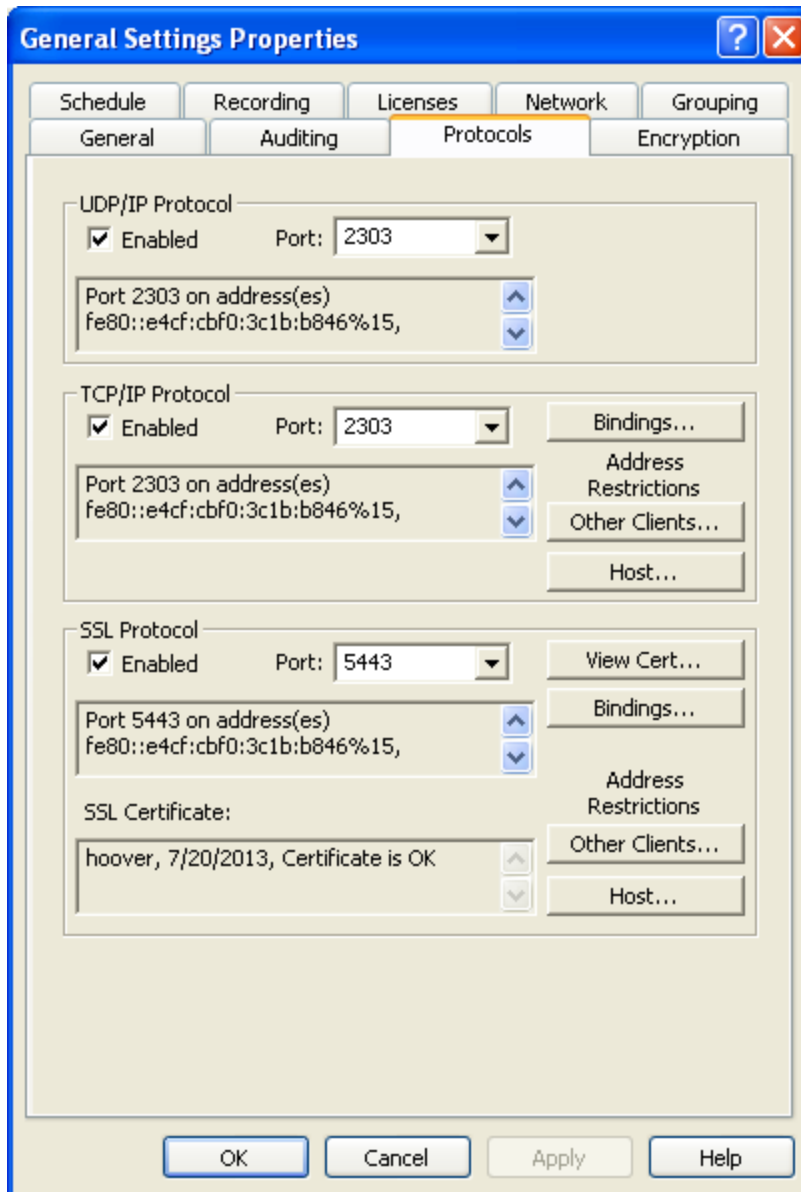 General Settings Properties
Schedule Recording Licenses Network Grouping
General Auditing Protocols Encryption
UDP/IP Protocol
Enabled Port: 2303
Port 2303 on address(es)
fe80::e4cf:cbf0:3c1b:b846%15,
TCP/IP Protocol
Enabled Port: 2303 Bindings...
Port 2303 on address(es)
fe80::e4cf:cbf0:3c1b:b846%15,
Address
Restrictions
Other Clients...
Host...
SSL Protocol
Enabled Port: 5443 View Cert...
Bindings...
Port 5443 on address(es)
fe80::e4cf:cbf0:3c1b:b846%15,
Address
Restrictions
SSL Certificate:
Other Clients...
hoover, 7/20/2013, Certificate is OK
Host...
OK Cancel Apply Help